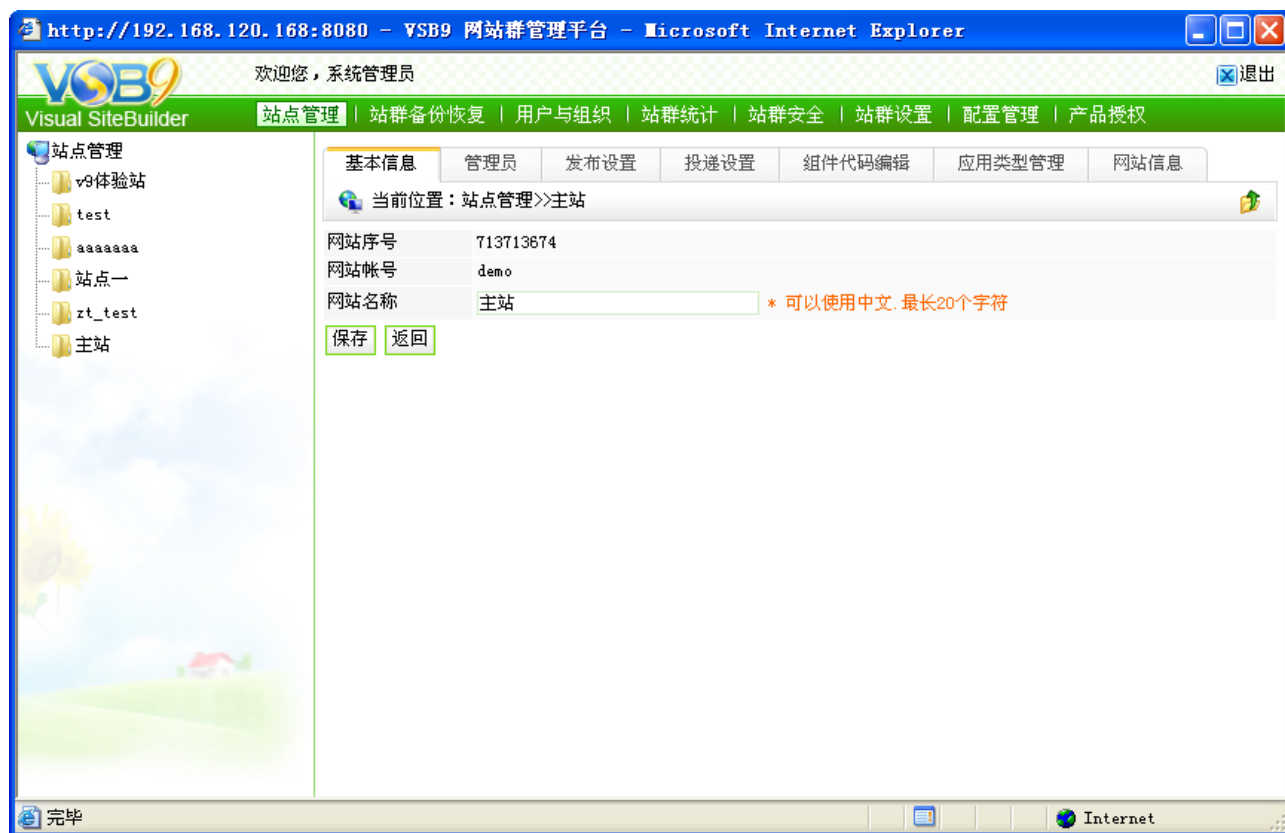 http://192.168.120.168:8080 - VSB9 网站群管理平台 - Microsoft Internet Explorer
VSB9
Visual SiteBuilder
欢迎您，系统管理员
退出
站点管理 | 站群备份恢复 | 用户与组织 | 站群统计 | 站群安全 | 站群设置 | 配置管理 | 产品授权
站点管理
v9体验站
test
aaaaaaa
站点一
zt_test
主站
基本信息 管理员 发布设置 投递设置 组件代码编辑 应用类型管理 网站信息
当前位置：站点管理>>主站
网站序号 713713674
网站帐号 demo
网站名称 主站 * 可以使用中文. 最长20个字符
保存 返回
完毕 Internet